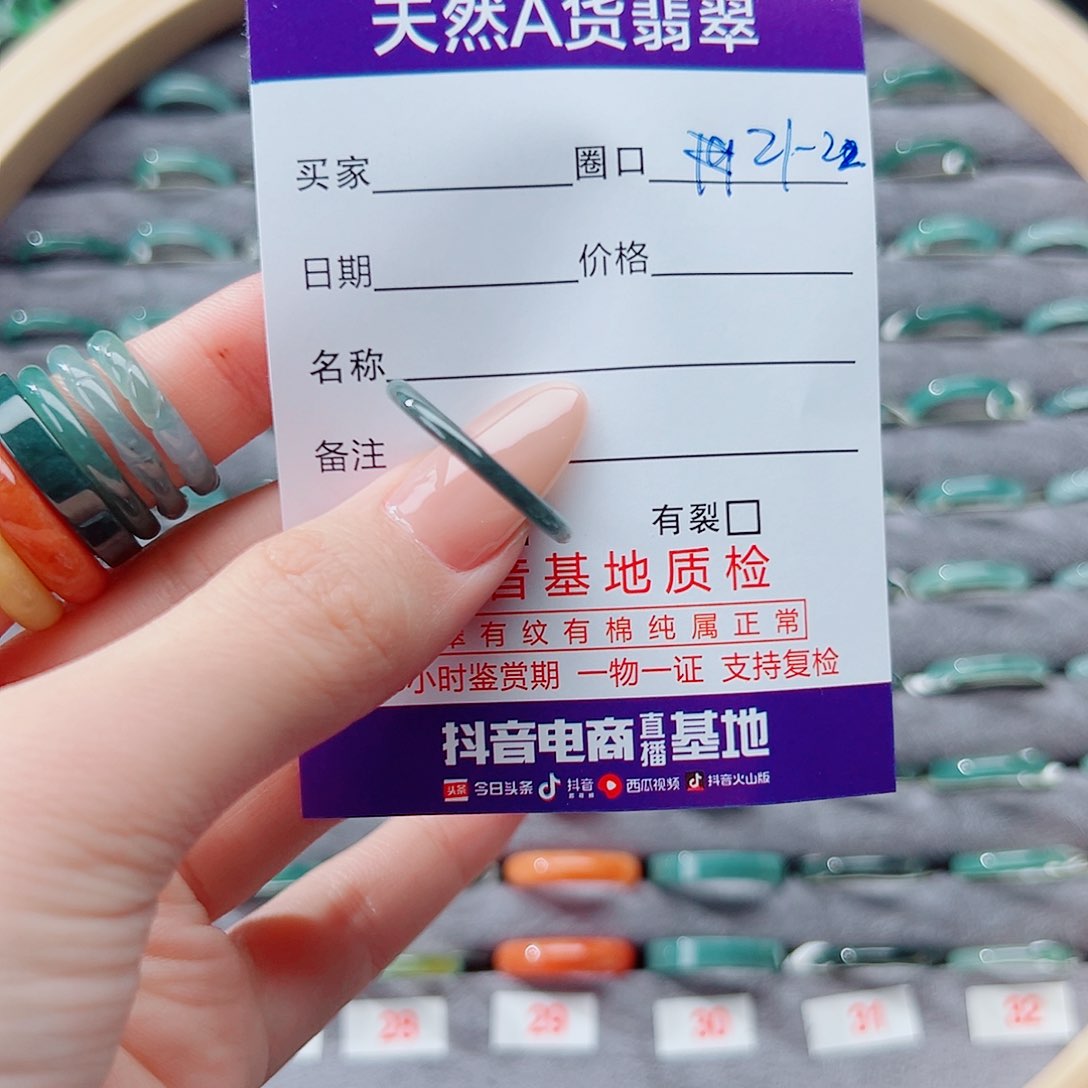 天然A货翡翠
买家 圈口 21-22
日期 价格
名称
备注
有裂
音基地质检
翠有纹有棉纯属正常
小时鉴赏期 一物一证 支持复检
抖音电商直播基地
头条 今日头条 抖音 西瓜视频 抖音火山版
28 29 30 31 32